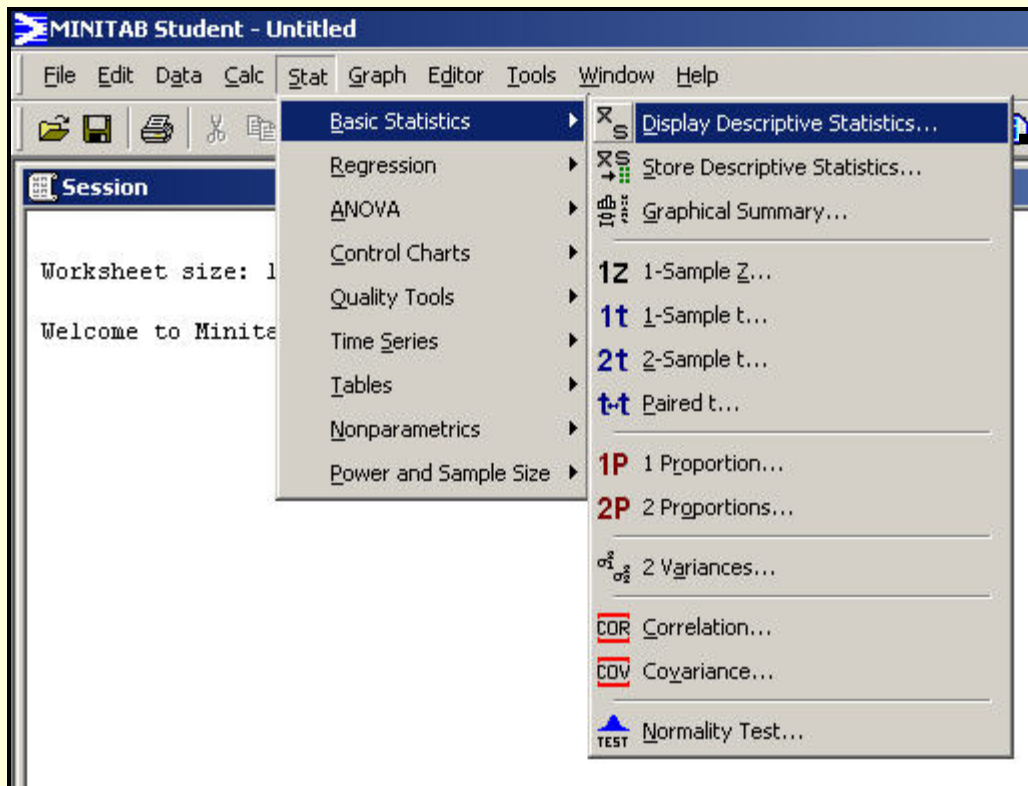 MINITAB Student - Untitled
File Edit Data Calc Stat Graph Editor Tools Window Help
Session
Worksheet size: 1
Welcome to Minita
Basic Statistics
Regression
ANOVA
Control Charts
Quality Tools
Time Series
Tables
Nonparametrics
Power and Sample Size
X S Display Descriptive Statistics...
XS Store Descriptive Statistics...
Graphical Summary...
1Z 1-Sample Z...
1t 1-Sample t...
2t 2-Sample t...
t-t Paired t...
1P 1 Proportion...
2P 2 Proportions...
σ²₁ σ²₂ 2 Variances...
COR Correlation...
COV Covariance...
TEST Normality Test...